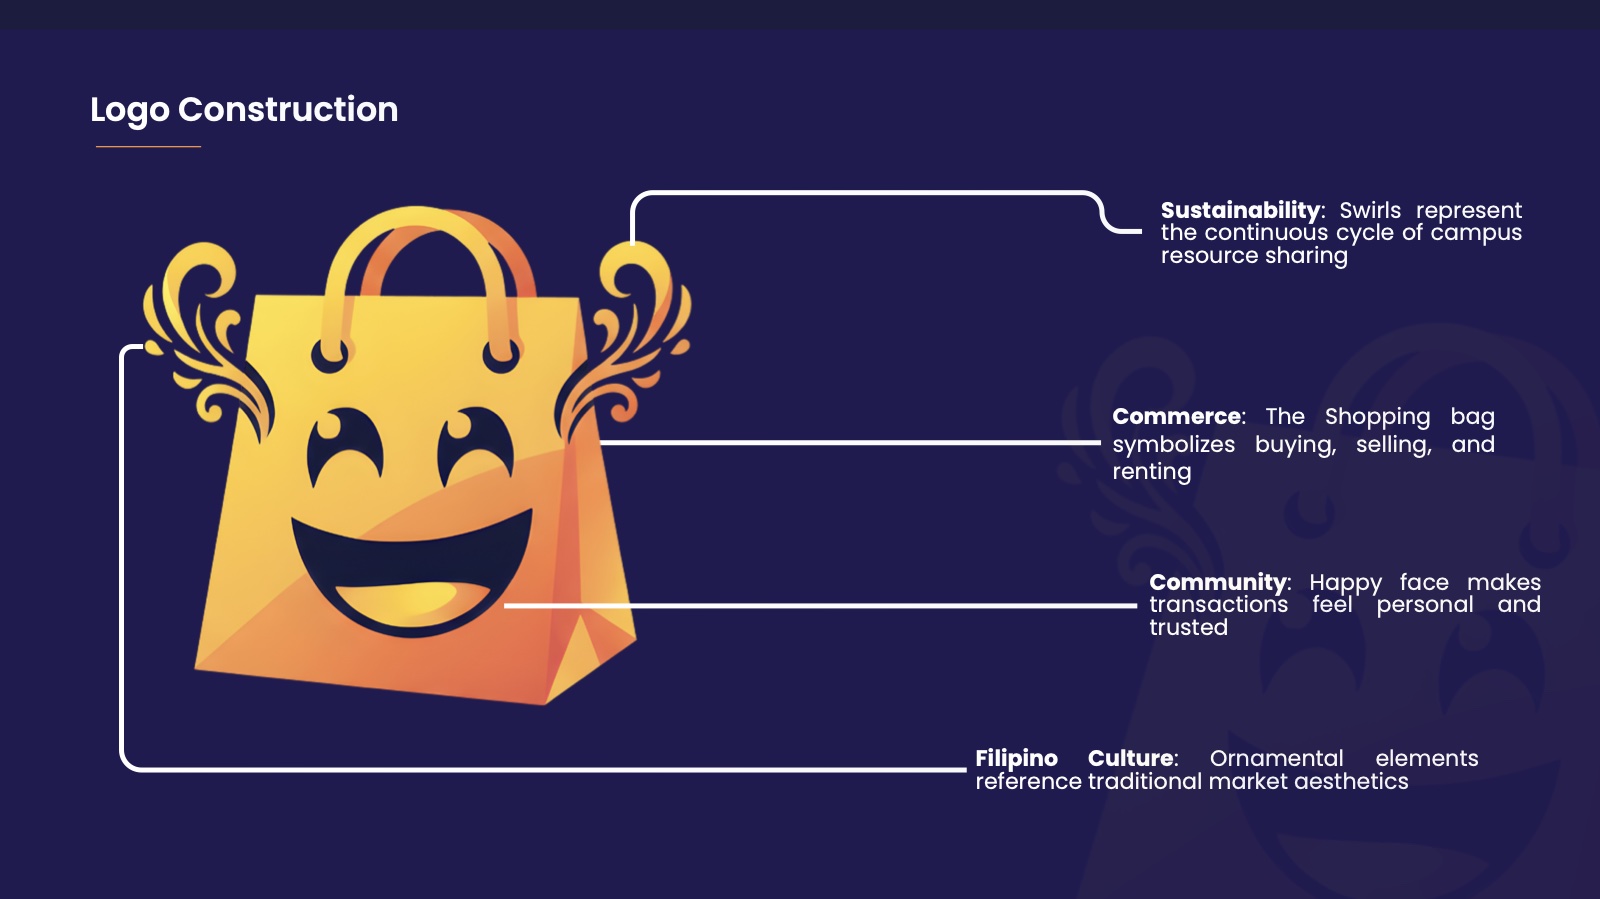 Logo Construction
Sustainability: Swirls represent
the continuous cycle of campus
resource sharing
Commerce: The Shopping bag
symbolizes buying, selling, and
renting
Community: Happy face makes
transactions feel personal and
trusted
Filipino Culture: Ornamental elements
reference traditional market aesthetics